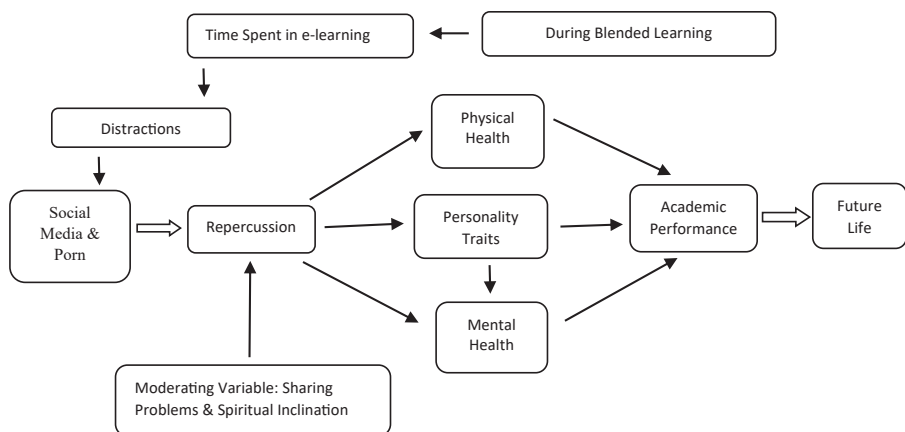 Time Spent in e-learning
During Blended Learning
Distractions
Physical
Health
Social
Media &
Porn
Repercussion
Personality
Traits
Academic
Performance
Future
Life
Mental
Health
Moderating Variable: Sharing
Problems & Spiritual Inclination